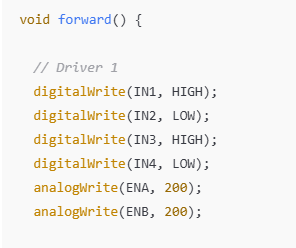 void forward() {
// Driver 1
digitalWrite(IN1, HIGH);
digitalWrite(IN2, LOW);
digitalWrite(IN3, HIGH);
digitalWrite(IN4, LOW);
analogWrite(ENA, 200);
analogWrite(ENB, 200);